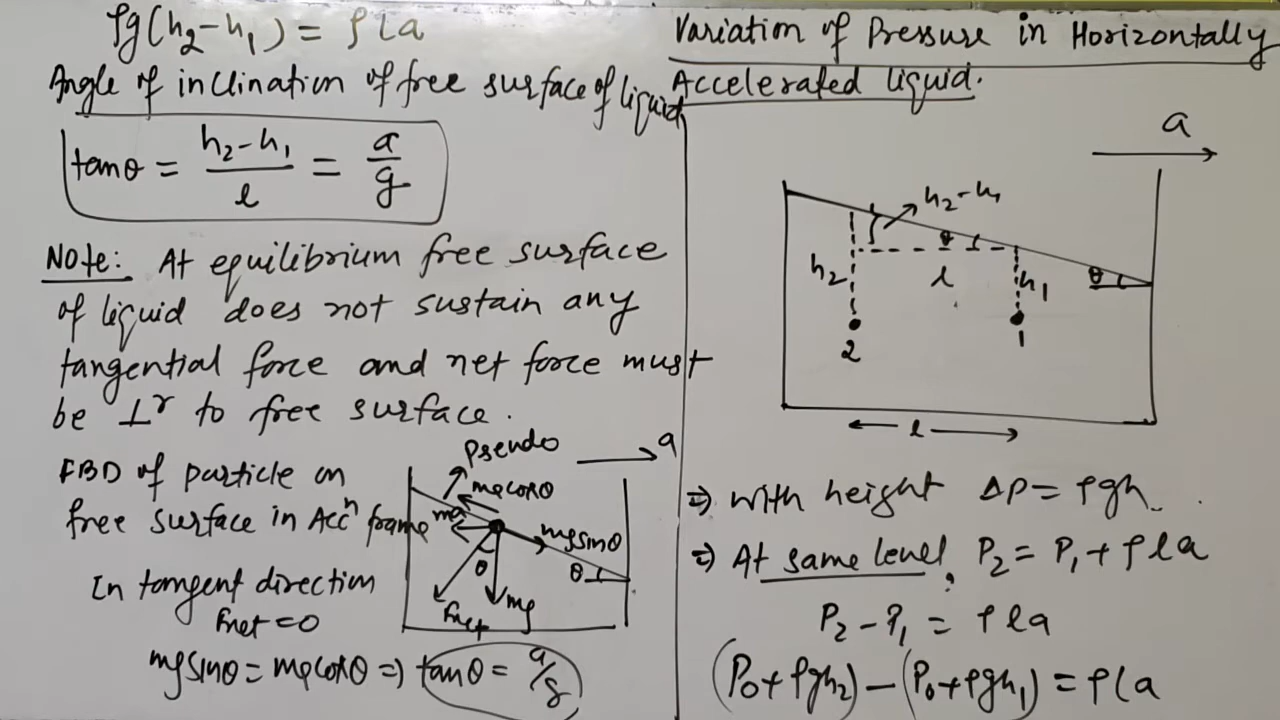 ρg(h₂-h₁) = ρla
Angle of inclination of free surface of liquid
tanθ = (h₂-h₁)/l = a/g
Note: At equilibrium free surface
of liquid does not sustain any
tangential force and net force must
be ⊥ʳ to free surface.
FBD of particle on
free surface in Accⁿ frame
In tangent direction
Fnet = 0
mgsinθ = macosθ ⇒ tanθ = a/g
Pseudo
a
macosθ
ma
mgsinθ
θ
θ
Fnet
mg
Variation of Pressure in Horizontally
Accelerated liquid.
a
h₂-h₁
θ
h₂
l
h₁
θ
2
1
l
⇒ with height ΔP = ρgh
⇒ At same level, P₂ = P₁ + ρla
P₂ - P₁ = ρla
(P₀ + ρgh₂) - (P₀ + ρgh₁) = ρla